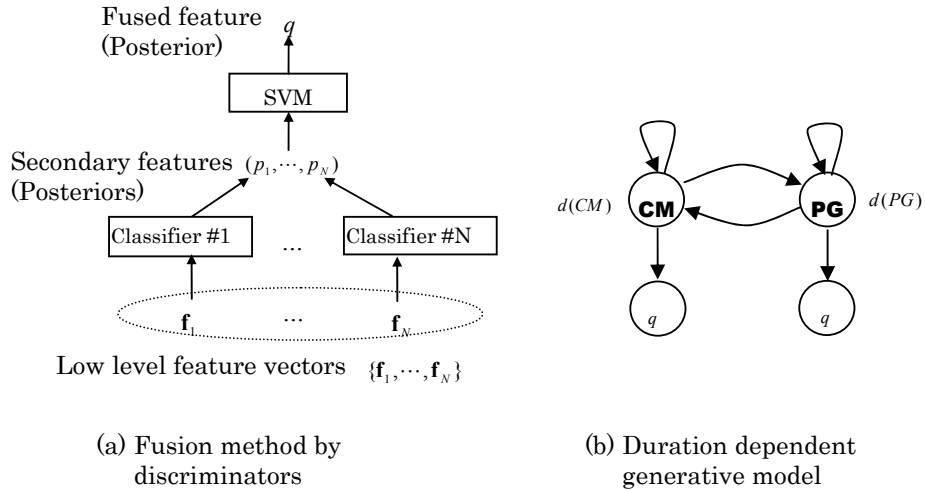 Fused feature
(Posterior)
q
SVM
Secondary features (p₁,⋯,p_N)
(Posteriors)
Classifier #1 ... Classifier #N
f₁ ... f_N
Low level feature vectors {f₁,⋯,f_N}
(a) Fusion method by
discriminators
d(CM) CM PG d(PG)
q q
(b) Duration dependent
generative model